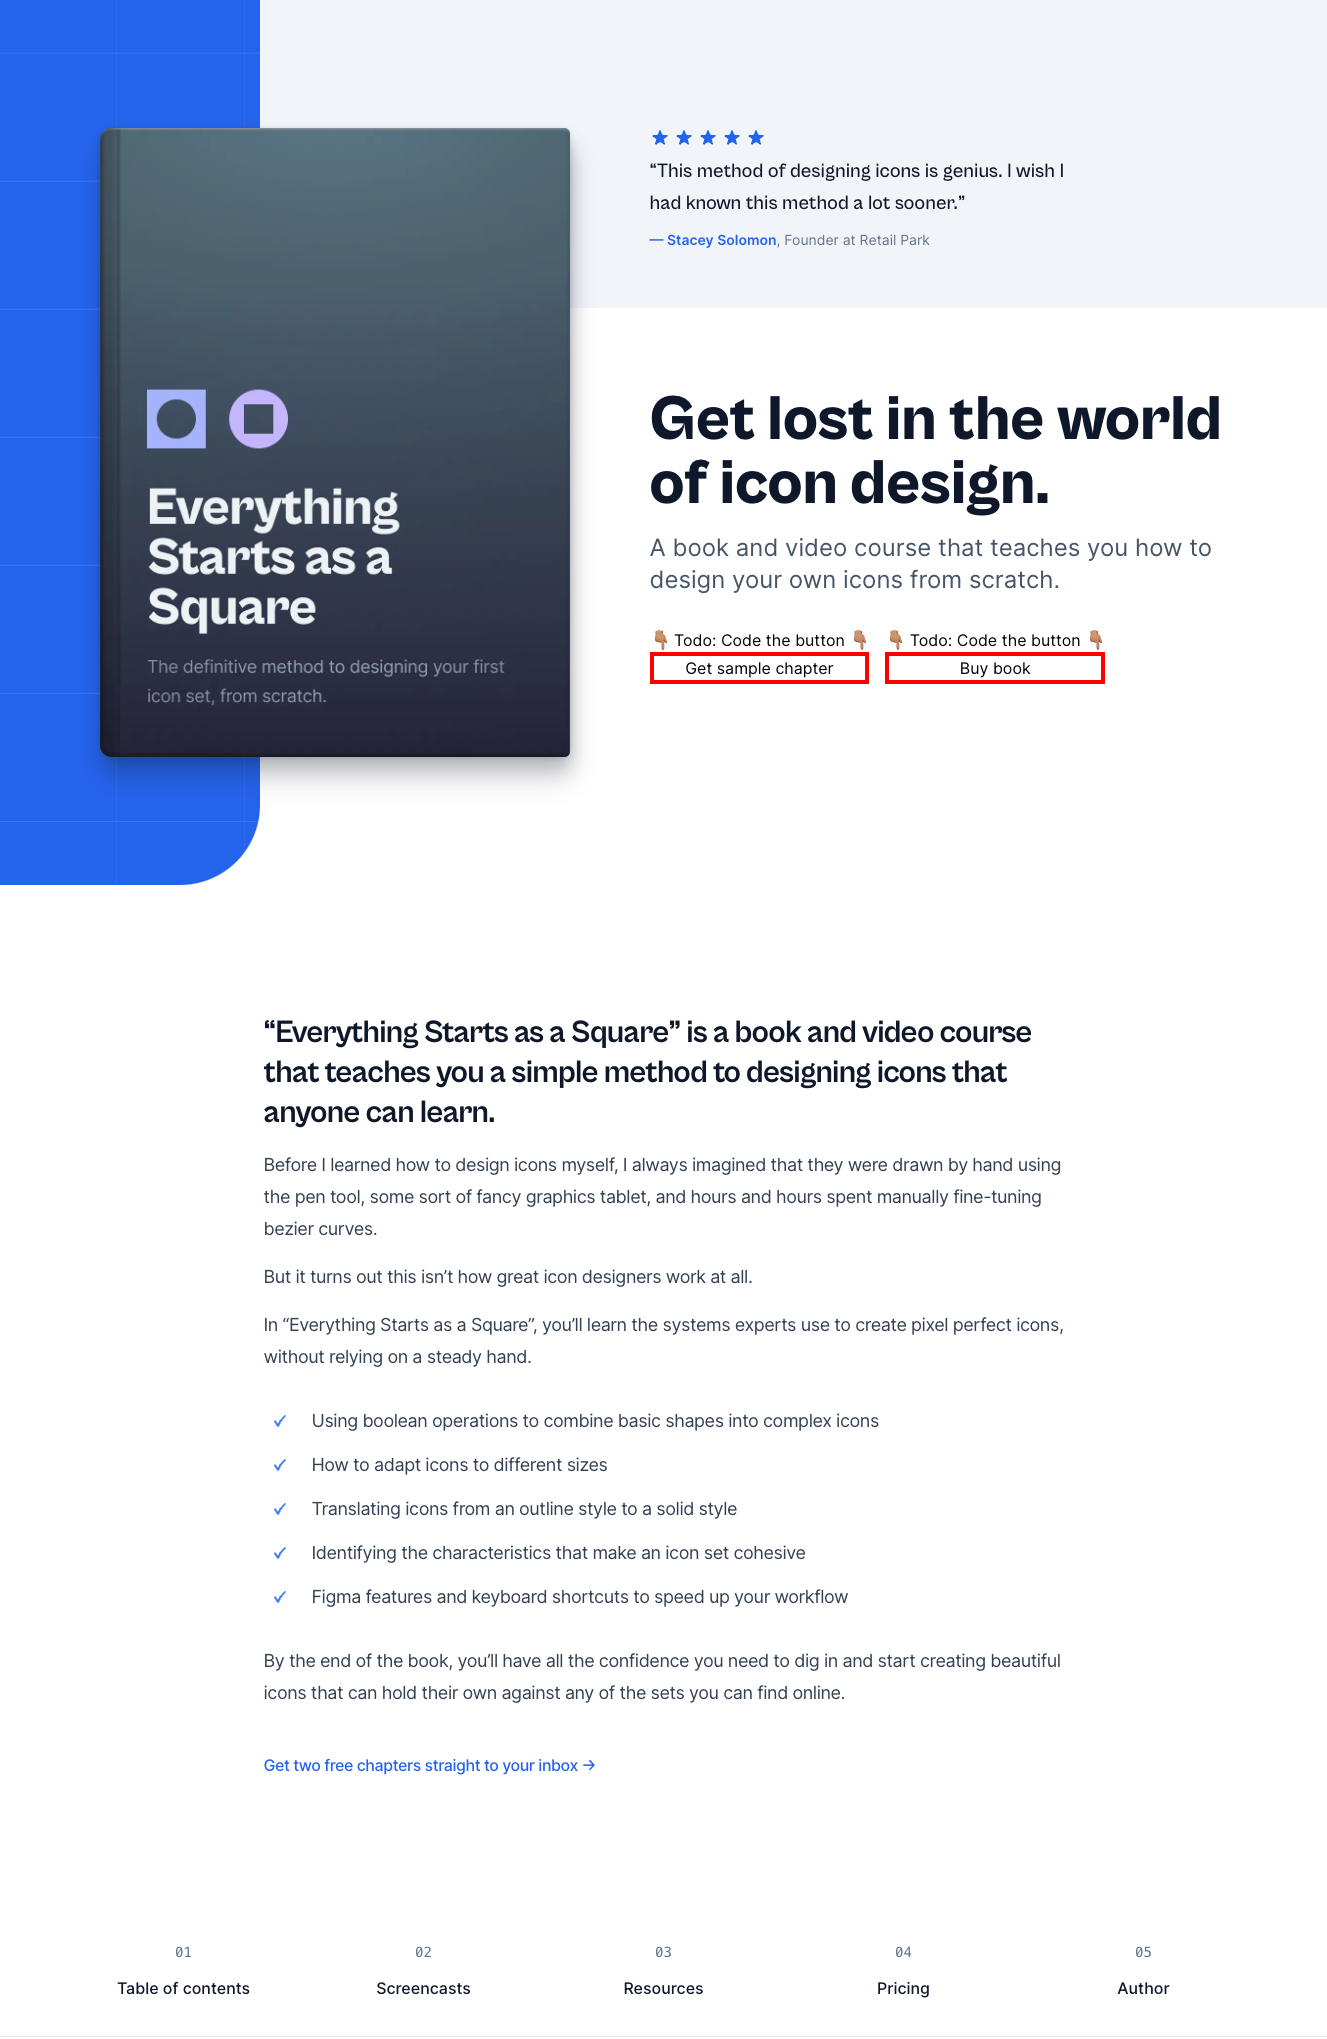 “This method of designing icons is genius. I wish I
had known this method a lot sooner.”
— Stacey Solomon, Founder at Retail Park
Everything
Starts as a
Square
The definitive method to designing your first
icon set, from scratch.
Get lost in the world
of icon design.
A book and video course that teaches you how to
design your own icons from scratch.
👇🏽 Todo: Code the button 👇🏽 👇🏽 Todo: Code the button 👇🏽
Get sample chapter Buy book
“Everything Starts as a Square” is a book and video course
that teaches you a simple method to designing icons that
anyone can learn.
Before I learned how to design icons myself, I always imagined that they were drawn by hand using
the pen tool, some sort of fancy graphics tablet, and hours and hours spent manually fine-tuning
bezier curves.
But it turns out this isn’t how great icon designers work at all.
In “Everything Starts as a Square”, you’ll learn the systems experts use to create pixel perfect icons,
without relying on a steady hand.
Using boolean operations to combine basic shapes into complex icons
How to adapt icons to different sizes
Translating icons from an outline style to a solid style
Identifying the characteristics that make an icon set cohesive
Figma features and keyboard shortcuts to speed up your workflow
By the end of the book, you’ll have all the confidence you need to dig in and start creating beautiful
icons that can hold their own against any of the sets you can find online.
Get two free chapters straight to your inbox →
01 02 03 04 05
Table of contents Screencasts Resources Pricing Author